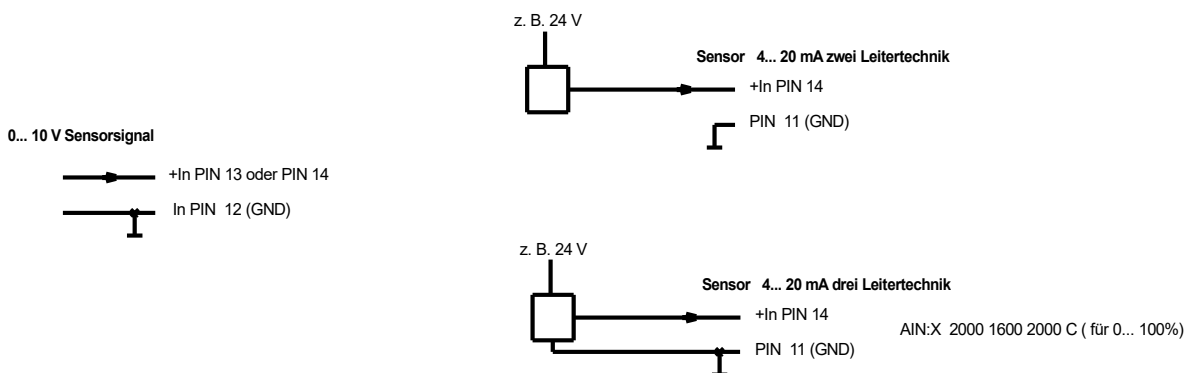 z. B. 24 V
Sensor 4... 20 mA zwei Leitertechnik
+In PIN 14
PIN 11 (GND)
0... 10 V Sensorsignal
+In PIN 13 oder PIN 14
In PIN 12 (GND)
z. B. 24 V
Sensor 4... 20 mA drei Leitertechnik
+In PIN 14
PIN 11 (GND)
AIN:X 2000 1600 2000 C ( für 0... 100%)